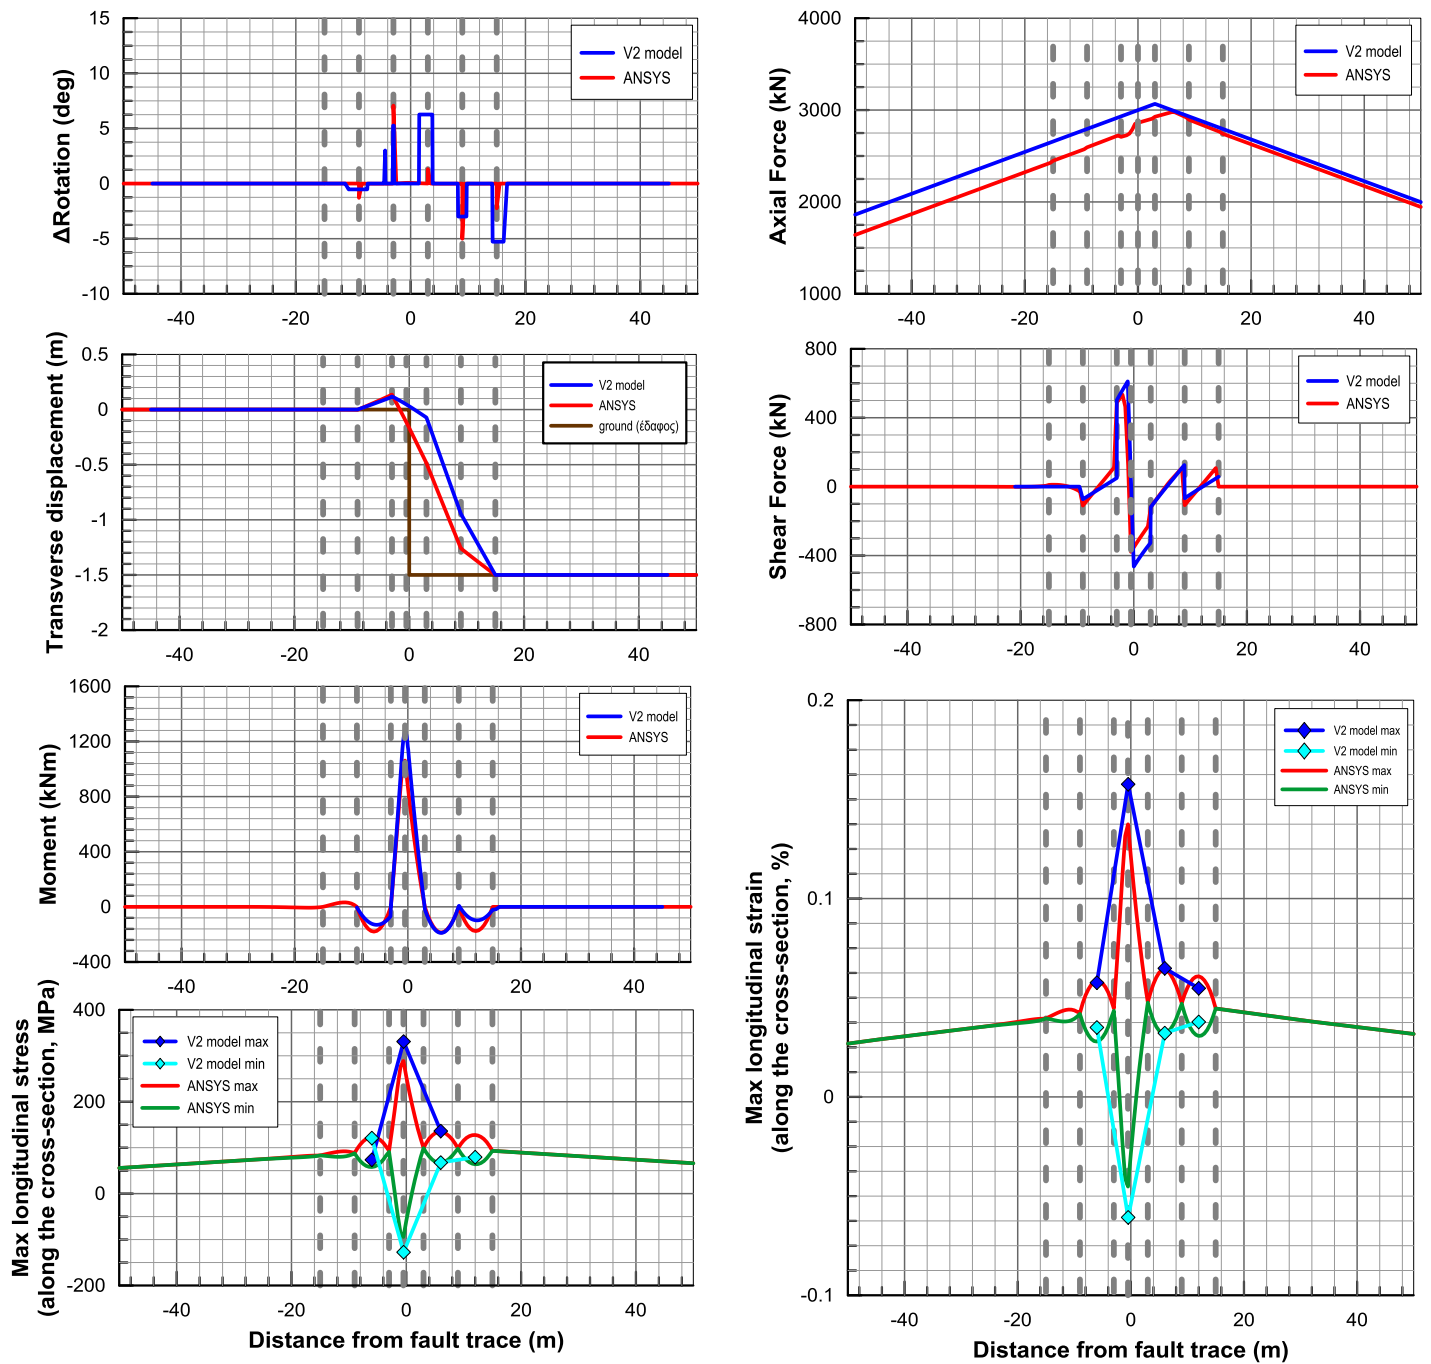 ΔRotation (deg)
15
10
5
0
-5
-10
-40
-20
0
20
40
V2 model
ANSYS
Axial Force (kN)
4000
3000
2000
1000
-40
-20
0
20
40
V2 model
ANSYS
Transverse displacement (m)
0.5
0
-0.5
-1
-1.5
-2
-40
-20
0
20
40
V2 model
ANSYS
ground (έδαφος)
Shear Force (kN)
800
400
0
-400
-800
-40
-20
0
20
40
V2 model
ANSYS
Moment (kNm)
1600
1200
800
400
0
-400
-40
-20
0
20
40
V2 model
ANSYS
Max longitudinal stress
(along the cross-section, MPa)
400
200
0
-200
-40
-20
0
20
40
V2 model max
V2 model min
ANSYS max
ANSYS min
Distance from fault trace (m)
Max longitudinal strain
(along the cross-section, %)
0.2
0.1
0
-0.1
-40
-20
0
20
40
V2 model max
V2 model min
ANSYS max
ANSYS min
Distance from fault trace (m)